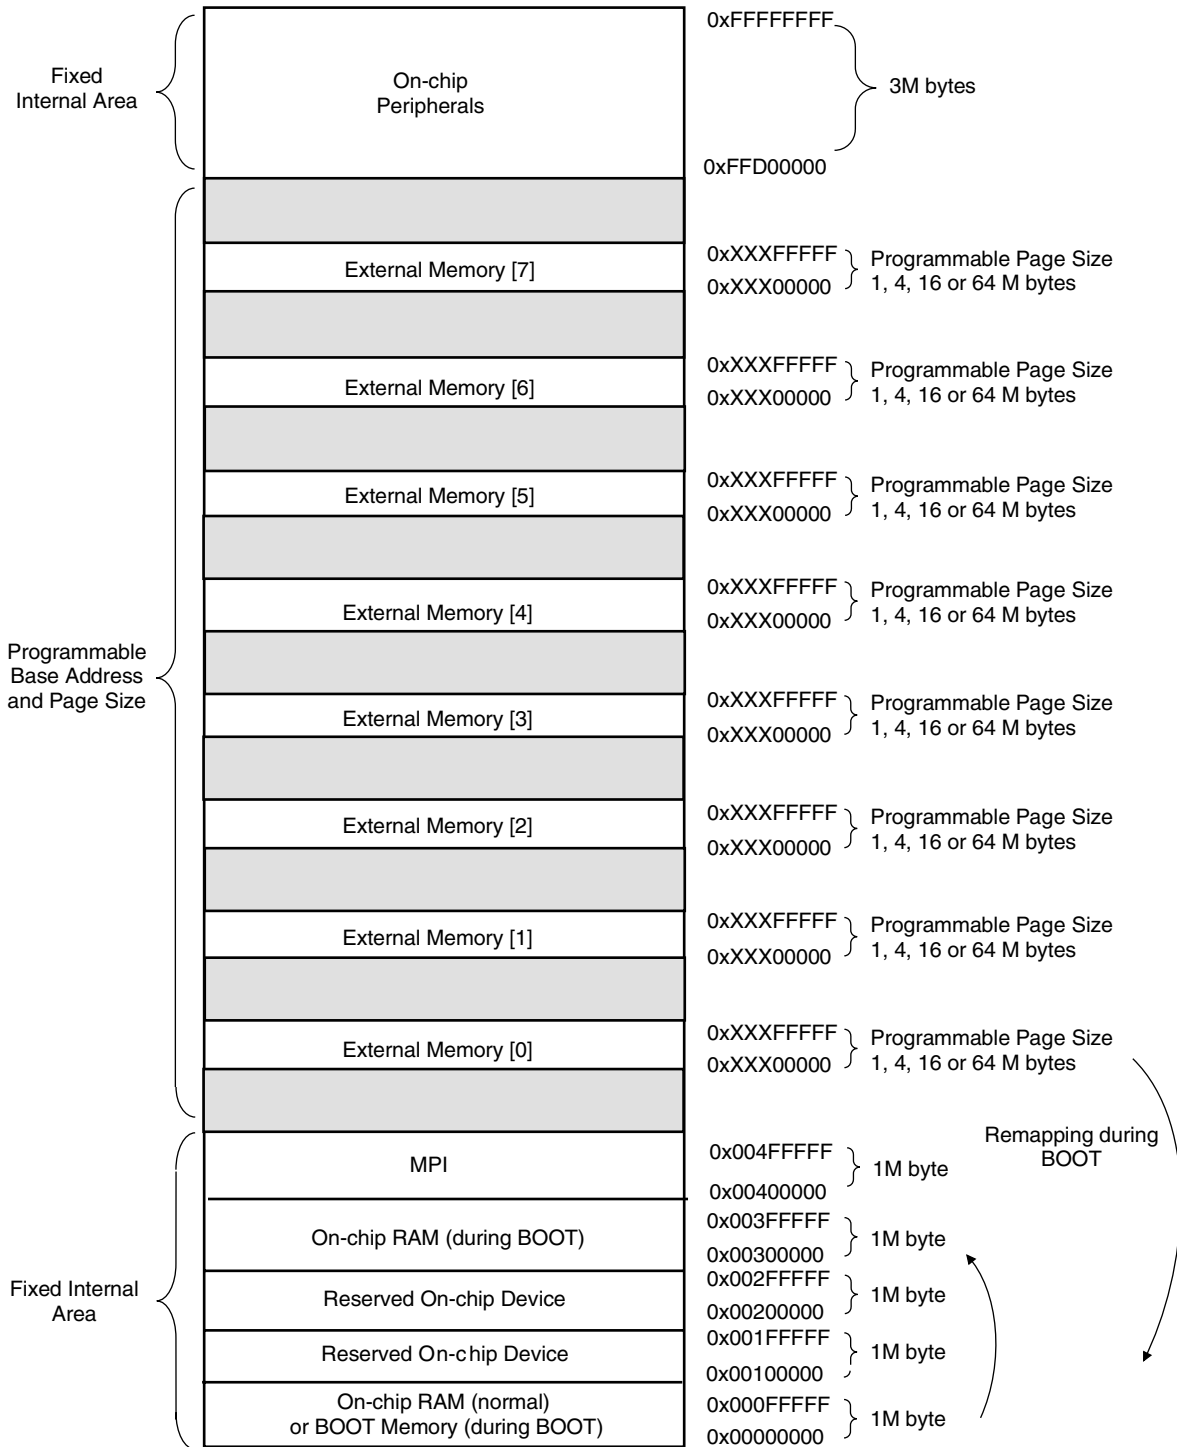 0xFFFFFFFF
Fixed
Internal Area
On-chip
Peripherals
3M bytes
0xFFD00000
External Memory [7]
0xXXXFFFFF
0xXXX00000
Programmable Page Size
1, 4, 16 or 64 M bytes
External Memory [6]
0xXXXFFFFF
0xXXX00000
Programmable Page Size
1, 4, 16 or 64 M bytes
External Memory [5]
0xXXXFFFFF
0xXXX00000
Programmable Page Size
1, 4, 16 or 64 M bytes
External Memory [4]
0xXXXFFFFF
0xXXX00000
Programmable Page Size
1, 4, 16 or 64 M bytes
Programmable
Base Address
and Page Size
External Memory [3]
0xXXXFFFFF
0xXXX00000
Programmable Page Size
1, 4, 16 or 64 M bytes
External Memory [2]
0xXXXFFFFF
0xXXX00000
Programmable Page Size
1, 4, 16 or 64 M bytes
External Memory [1]
0xXXXFFFFF
0xXXX00000
Programmable Page Size
1, 4, 16 or 64 M bytes
External Memory [0]
0xXXXFFFFF
0xXXX00000
Programmable Page Size
1, 4, 16 or 64 M bytes
Remapping during
BOOT
MPI
0x004FFFFF
0x00400000
1M byte
On-chip RAM (during BOOT)
0x003FFFFF
0x00300000
1M byte
Fixed Internal
Area
Reserved On-chip Device
0x002FFFFF
0x00200000
1M byte
Reserved On-chip Device
0x001FFFFF
0x00100000
1M byte
On-chip RAM (normal)
or BOOT Memory (during BOOT)
0x000FFFFF
0x00000000
1M byte